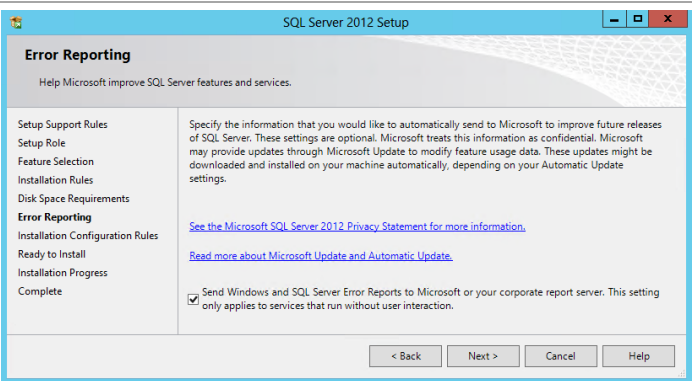 SQL Server 2012 Setup
Error Reporting
Help Microsoft improve SQL Server features and services.
Setup Support Rules
Setup Role
Feature Selection
Installation Rules
Disk Space Requirements
Error Reporting
Installation Configuration Rules
Ready to Install
Installation Progress
Complete
Specify the information that you would like to automatically send to Microsoft to improve future releases
of SQL Server. These settings are optional. Microsoft treats this information as confidential. Microsoft
may provide updates through Microsoft Update to modify feature usage data. These updates might be
downloaded and installed on your machine automatically, depending on your Automatic Update
settings.
See the Microsoft SQL Server 2012 Privacy Statement for more information.
Read more about Microsoft Update and Automatic Update.
Send Windows and SQL Server Error Reports to Microsoft or your corporate report server. This setting
only applies to services that run without user interaction.
< Back
Next >
Cancel
Help